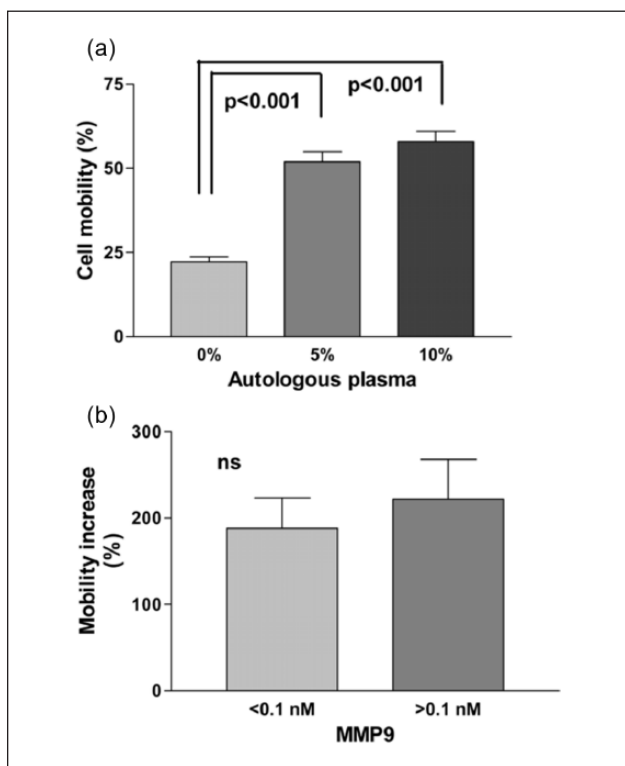 (a)
p<0.001
p<0.001
75
50
25
0
Cell mobility (%)
0%
5%
10%
Autologous plasma
(b)
300
200
100
0
Mobility increase
(%)
ns
<0.1 nM
>0.1 nM
MMP9